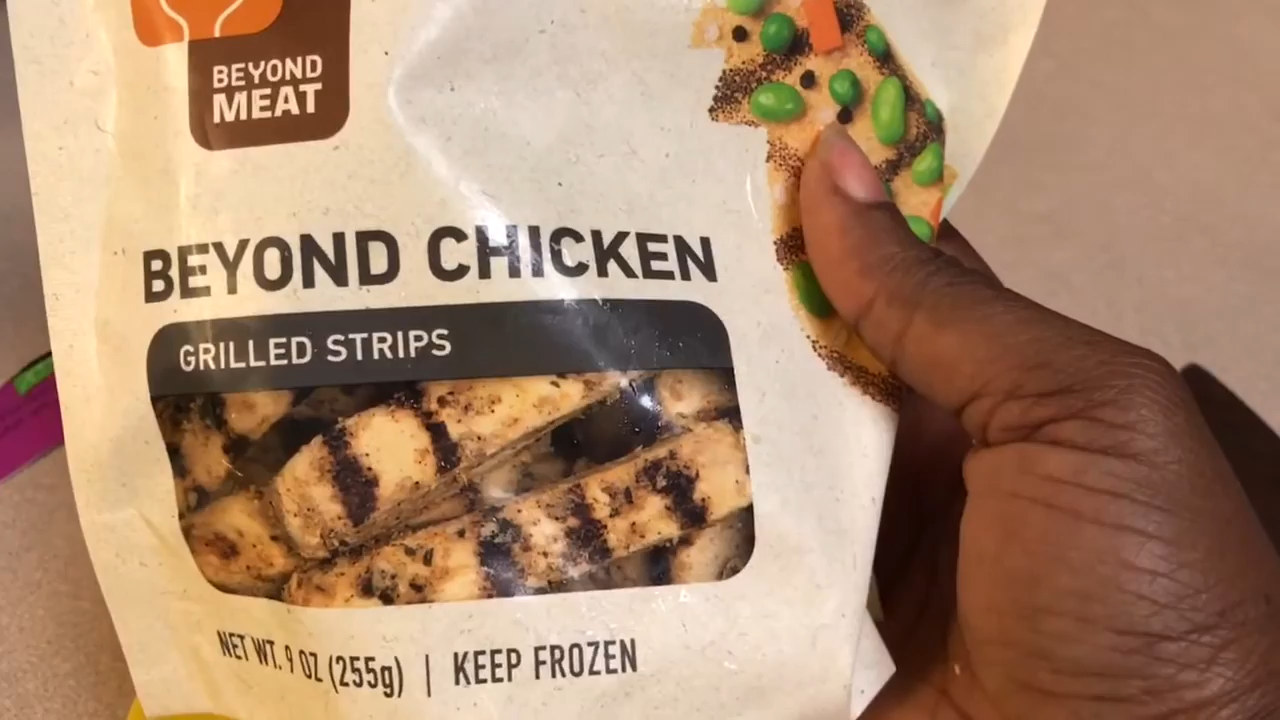 BEYOND
MEAT
BEYOND CHICKEN
GRILLED STRIPS
NET WT. 9 OZ (255g) | KEEP FROZEN